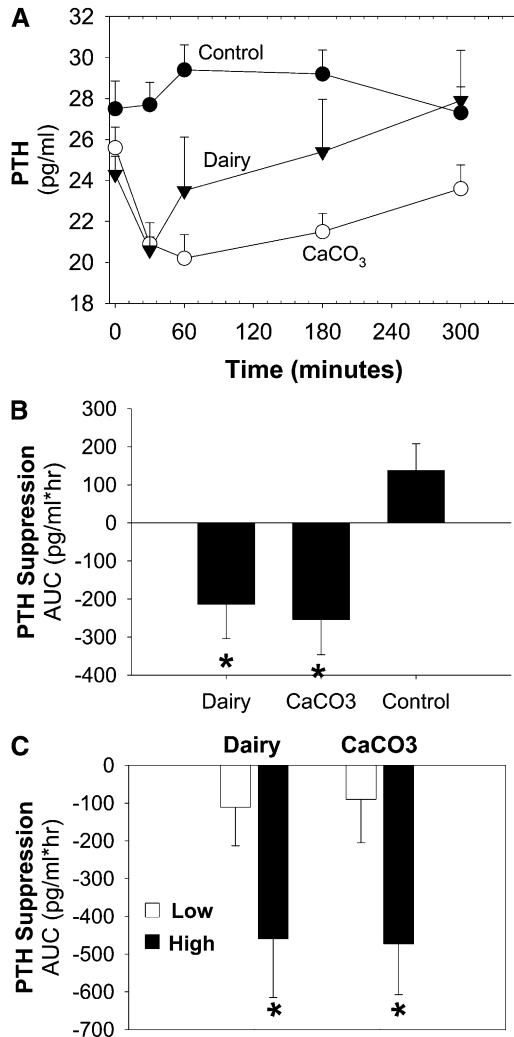 A
32
30
28
26
24
22
20
18
PTH
(pg/ml)
Control
Dairy
CaCO3
0 60 120 180 240 300
Time (minutes)
B
300
200
100
0
-100
-200
-300
-400
PTH Suppression
AUC (pg/ml*hr)
* *
Dairy CaCO3 Control
C
Dairy CaCO3
0
-100
-200
-300
-400
-500
-600
-700
PTH Suppression
AUC (pg/ml*hr)
Low
High
* *